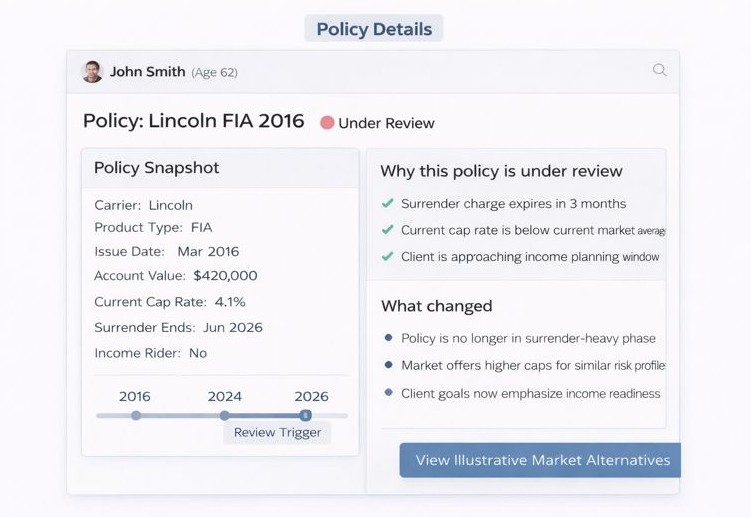 Policy Details
John Smith (Age 62)
Policy: Lincoln FIA 2016
Under Review
Policy Snapshot
Carrier: Lincoln
Product Type: FIA
Issue Date: Mar 2016
Account Value: $420,000
Current Cap Rate: 4.1%
Surrender Ends: Jun 2026
Income Rider: No
2016 2024 2026
Review Trigger
Why this policy is under review
Surrender charge expires in 3 months
Current cap rate is below current market average
Client is approaching income planning window
What changed
Policy is no longer in surrender-heavy phase
Market offers higher caps for similar risk profile
Client goals now emphasize income readiness
View Illustrative Market Alternatives